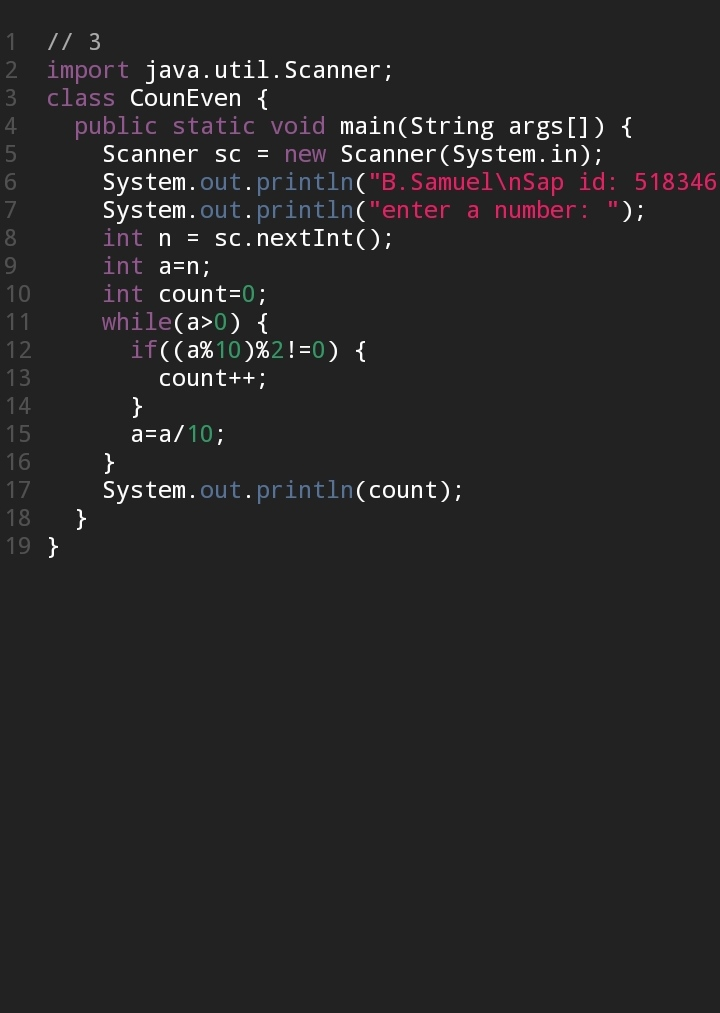 1 // 3
2 import java.util.Scanner;
3 class CounEven {
4 public static void main(String args[]) {
5 Scanner sc = new Scanner(System.in);
6 System.out.println("B.Samuel\nSap id: 518346
7 System.out.println("enter a number: ");
8 int n = sc.nextInt();
9 int a=n;
10 int count=0;
11 while(a>0) {
12 if((a%10)%2!=0) {
13 count++;
14 }
15 a=a/10;
16 }
17 System.out.println(count);
18 }
19 }